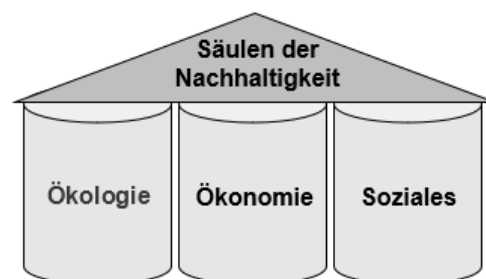 Säulen der
Nachhaltigkeit
Ökologie
Ökonomie
Soziales